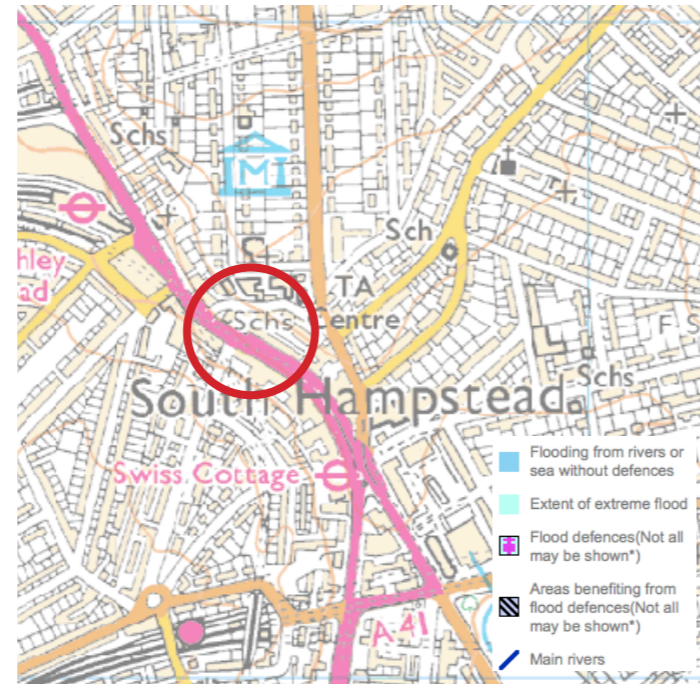 Schs
M
Sch
hley
ad
TA
Centre
Schs
F
Schs
South Hampstead
Swiss Cottage
A 41
Flooding from rivers or
sea without defences
Extent of extreme flood
Flood defences(Not all
may be shown*)
Areas benefiting from
flood defences(Not all
may be shown*)
Main rivers